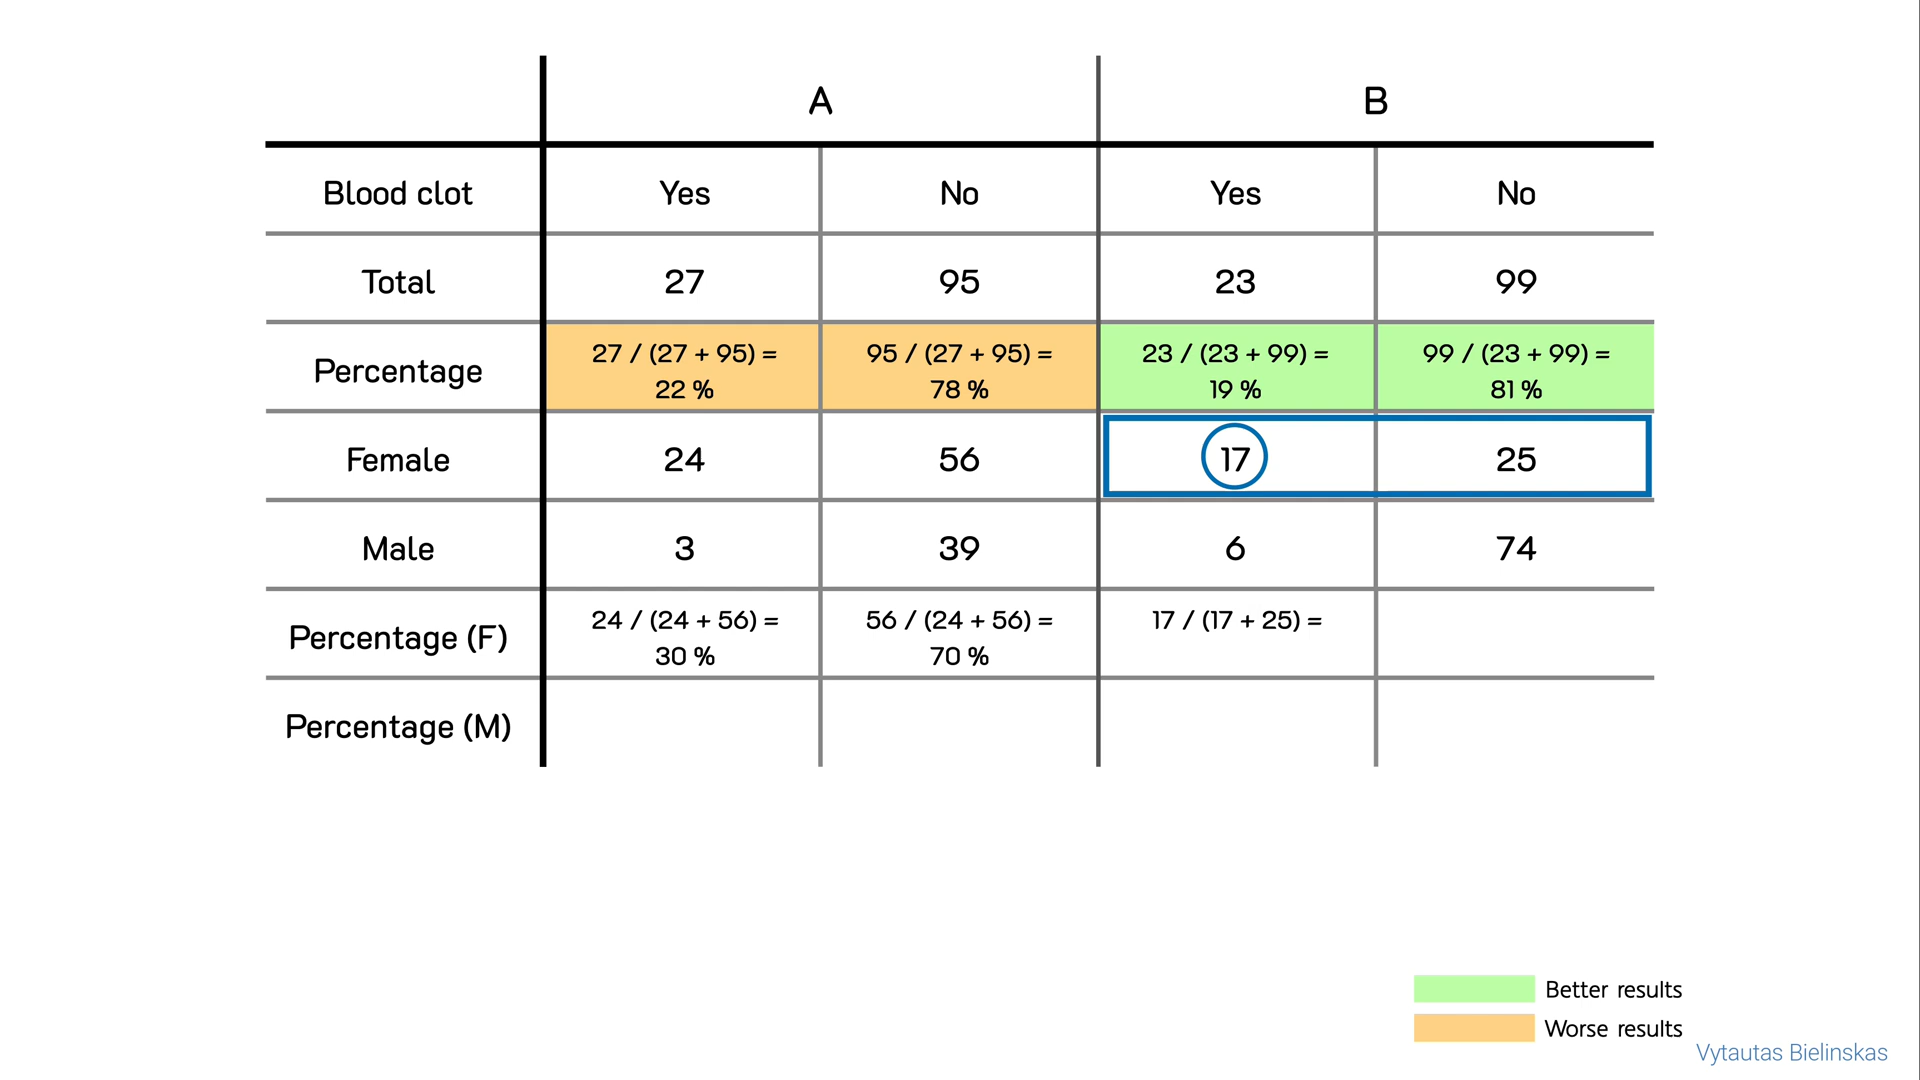 A B
Blood clot Yes No Yes No
Total 27 95 23 99
Percentage 27 / (27 + 95) = 22 % 95 / (27 + 95) = 78 % 23 / (23 + 99) = 19 % 99 / (23 + 99) = 81 %
Female 24 56 17 25
Male 3 39 6 74
Percentage (F) 24 / (24 + 56) = 30 % 56 / (24 + 56) = 70 % 17 / (17 + 25) =
Percentage (M)
Better results
Worse results
Vytautas Bielinskas